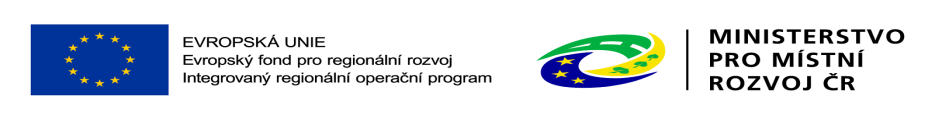 EVROPSKÁ UNIE
Evropský fond pro regionální rozvoj
Integrovaný regionální operační program
MINISTERSTVO
PRO MÍSTNÍ
ROZVOJ ČR